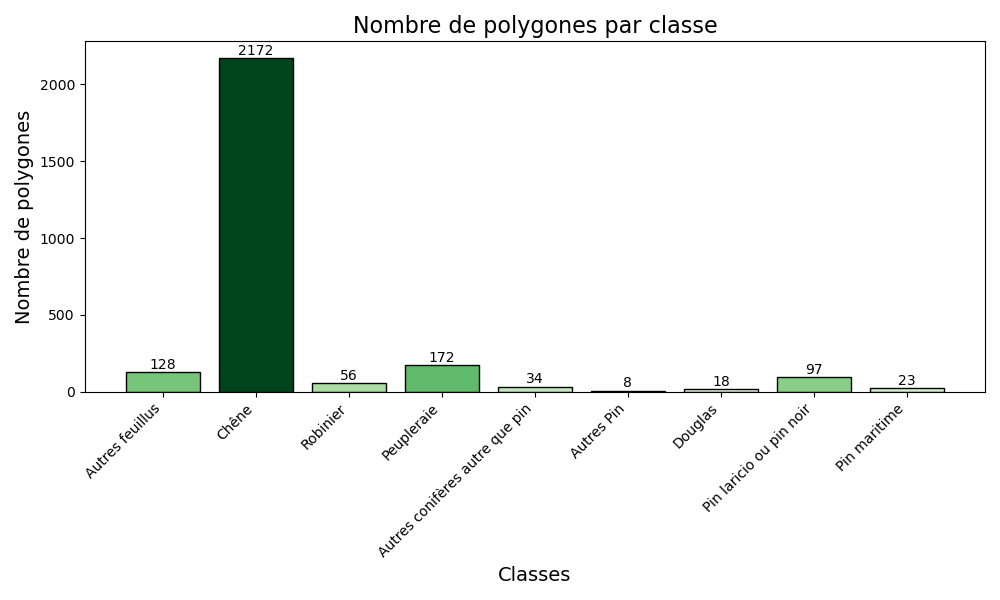 Nombre de polygones par classe
Nombre de polygones
2000
1500
1000
500
0
128
2172
56
172
34
8
18
97
23
Autres feuillus
Chêne
Robinier
Peupleraie
Autres conifères autre que pin
Autres Pin
Douglas
Pin laricio ou pin noir
Pin maritime
Classes